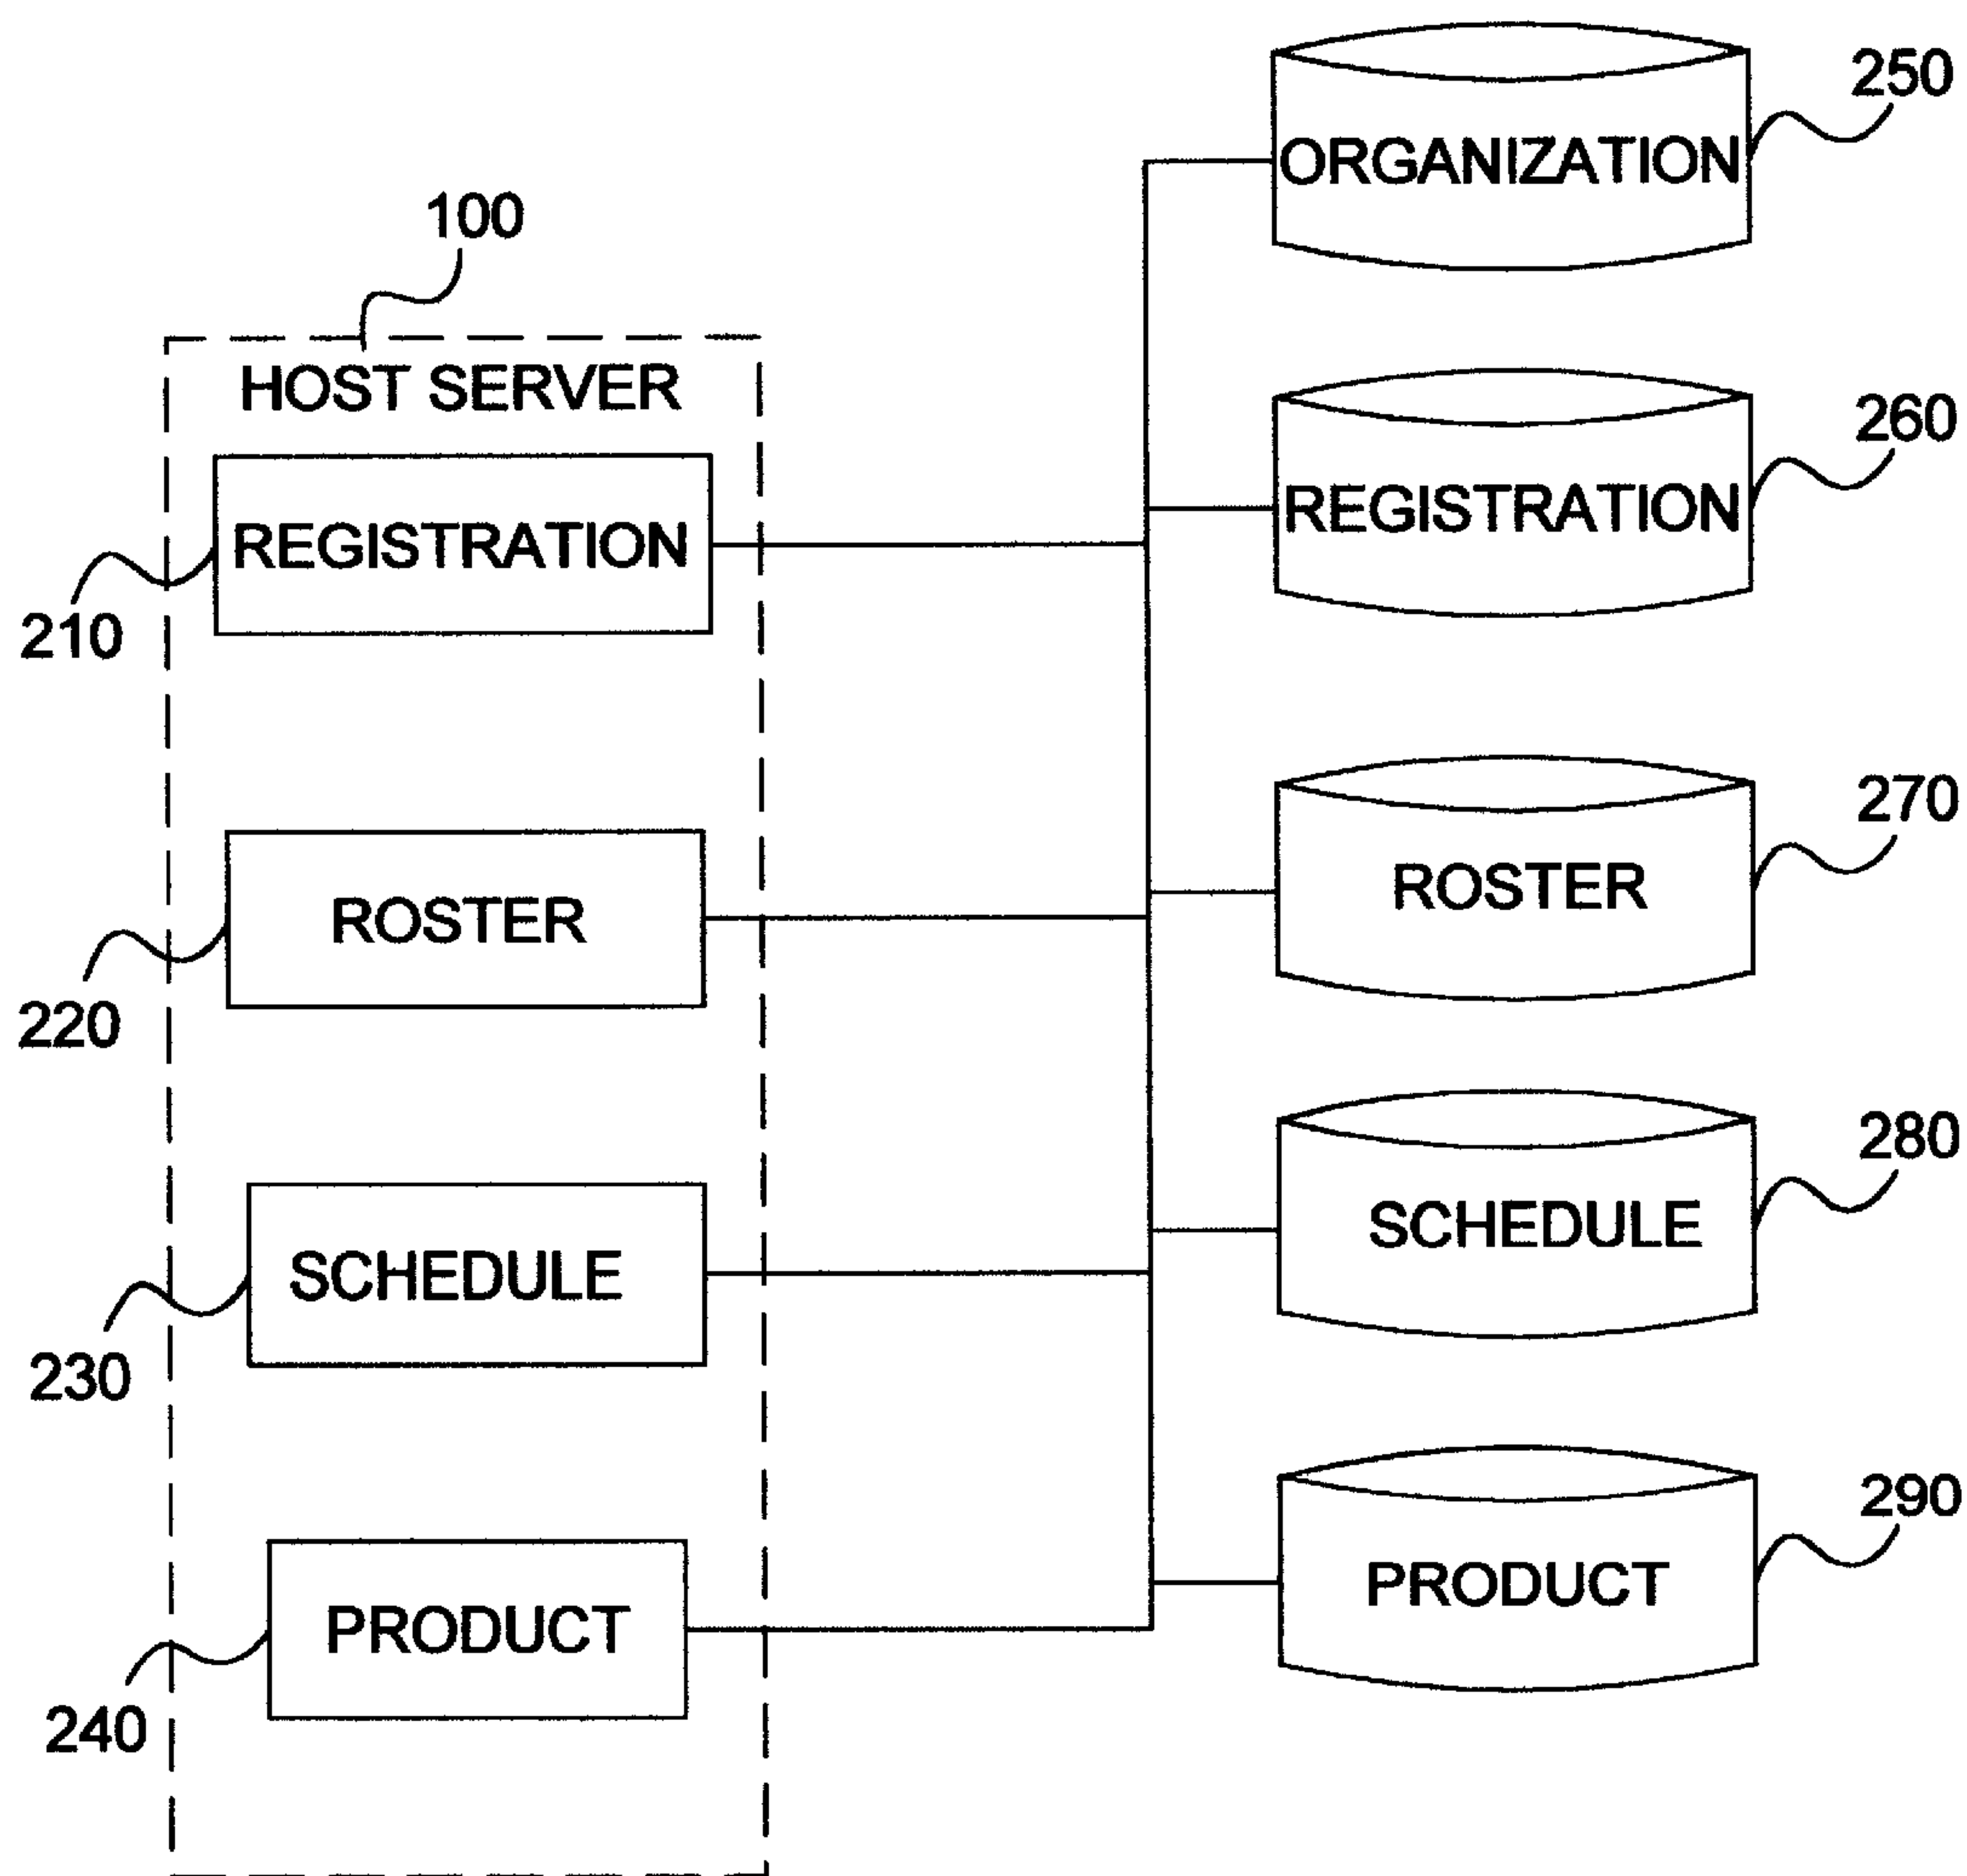 250
ORGANIZATION
100
HOST SERVER
260
REGISTRATION
REGISTRATION
210
270
ROSTER
ROSTER
220
280
SCHEDULE
SCHEDULE
230
290
PRODUCT
PRODUCT
240